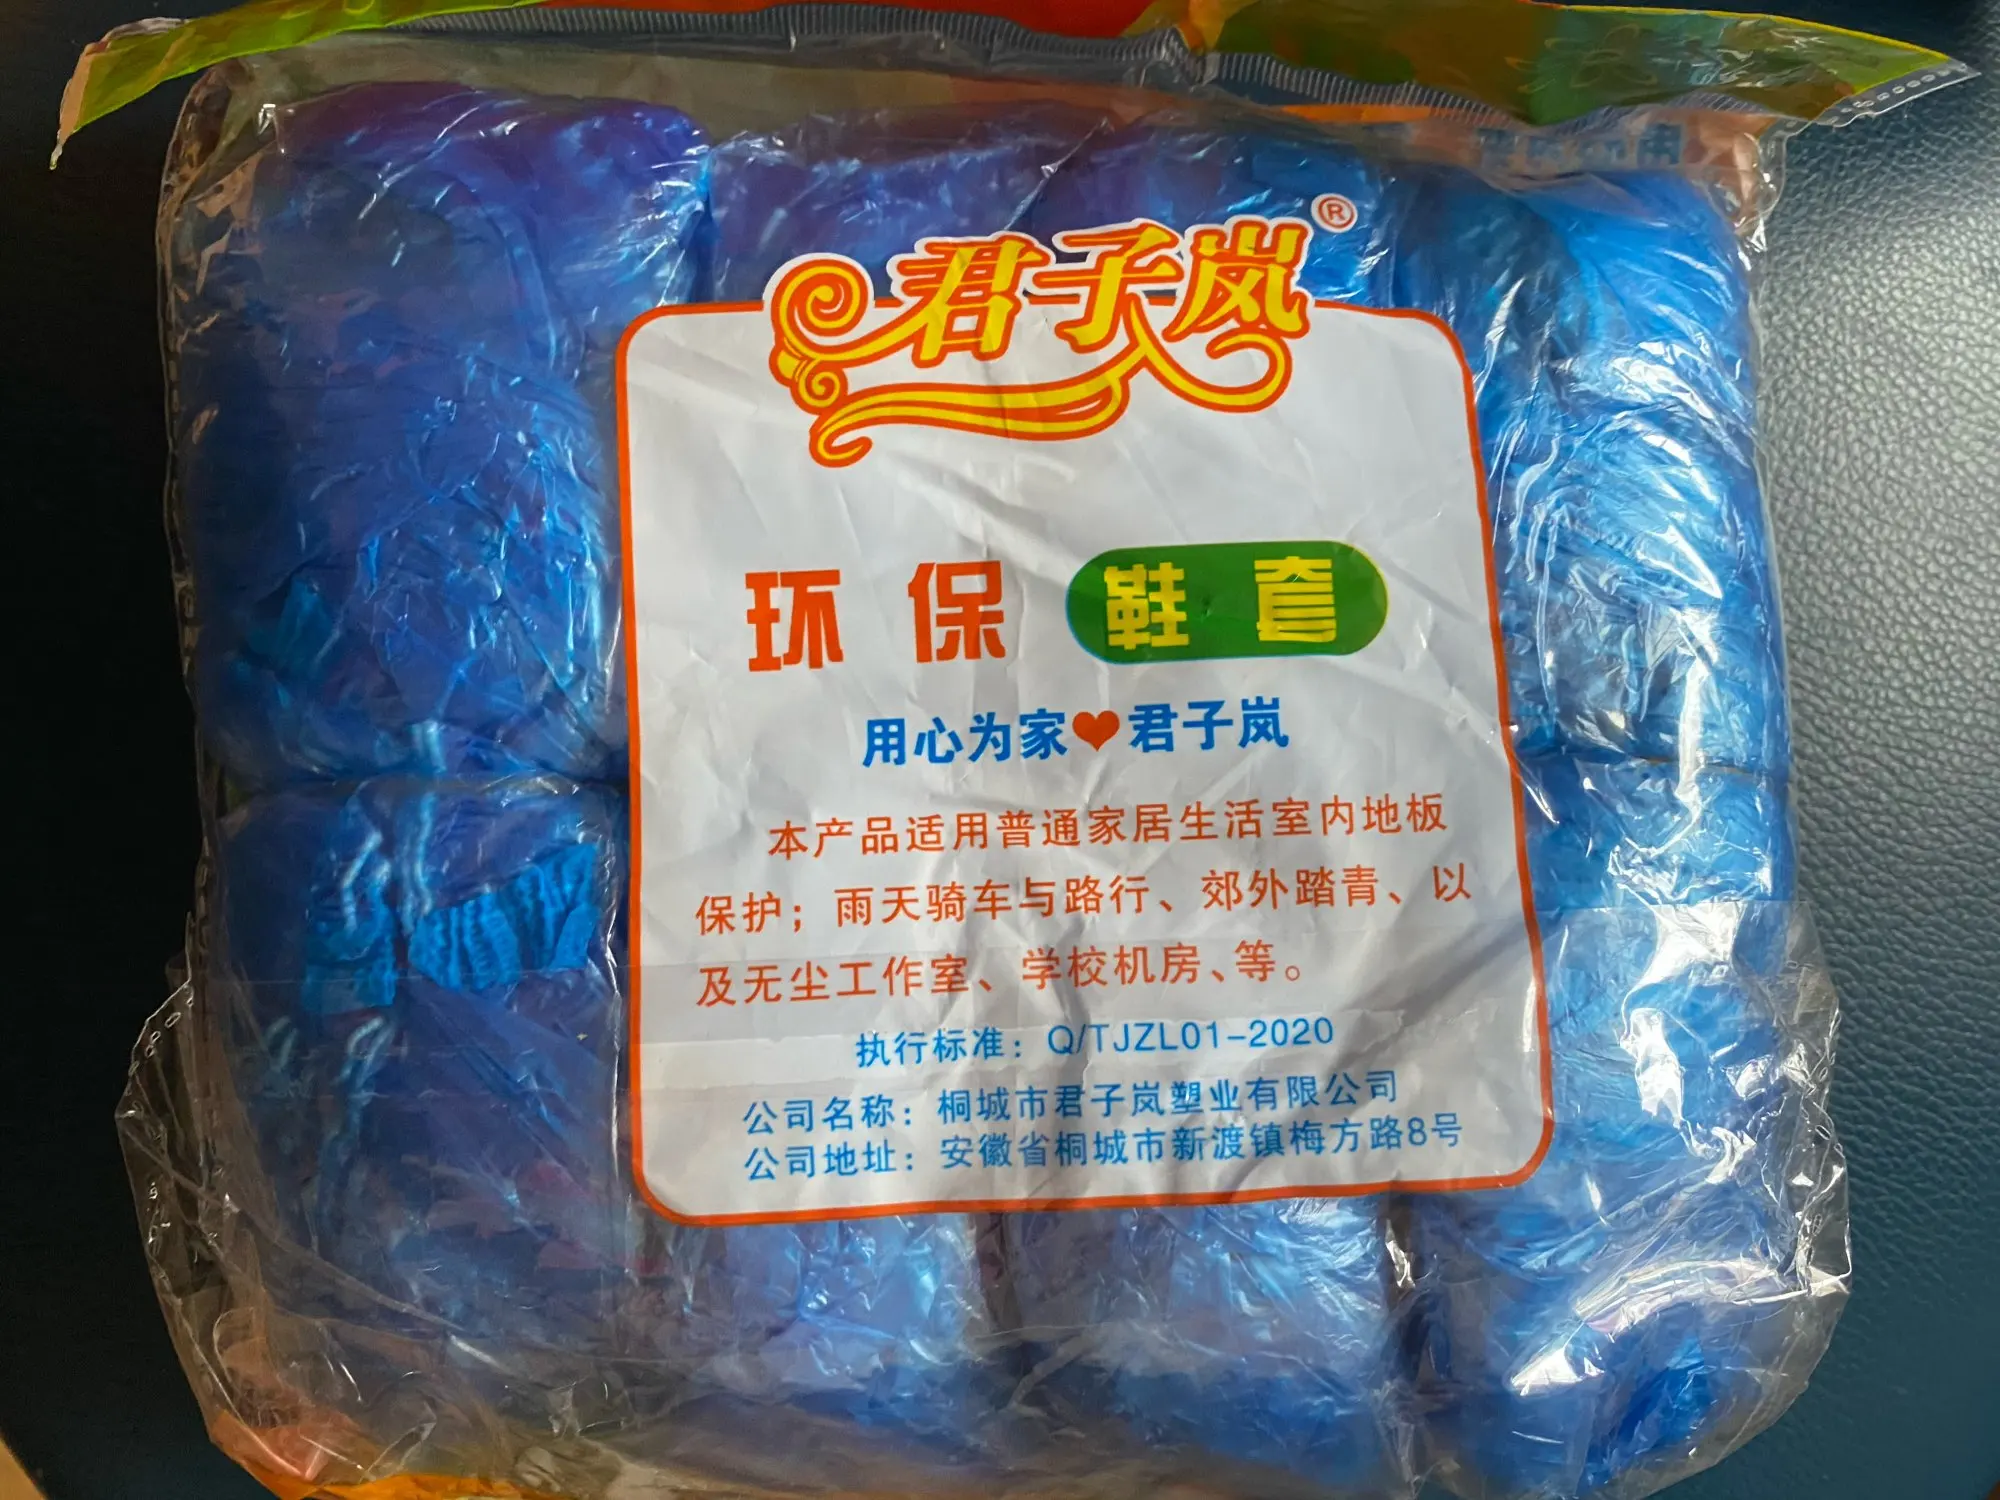 君子岚®
环保 鞋套
用心为家❤君子岚
本产品适用普通家居生活室内地板
保护；雨天骑车与路行、郊外踏青、以
及无尘工作室、学校机房、等。
执行标准：Q/TJZL01-2020
公司名称：桐城市君子岚塑业有限公司
公司地址：安徽省桐城市新渡镇梅方路8号